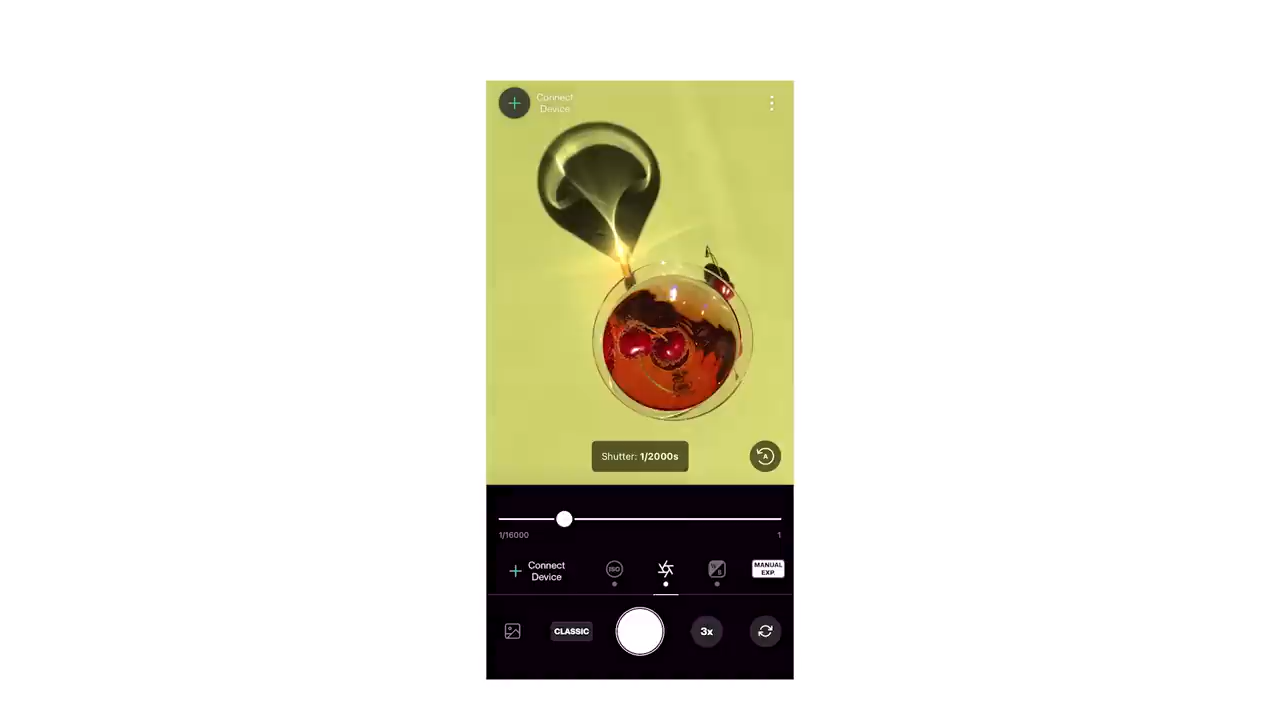 Connect
Device
Shutter: 1/2000s
A
1/16000
1
Connect
Device
ISO
MANUAL
EXP.
CLASSIC
3x